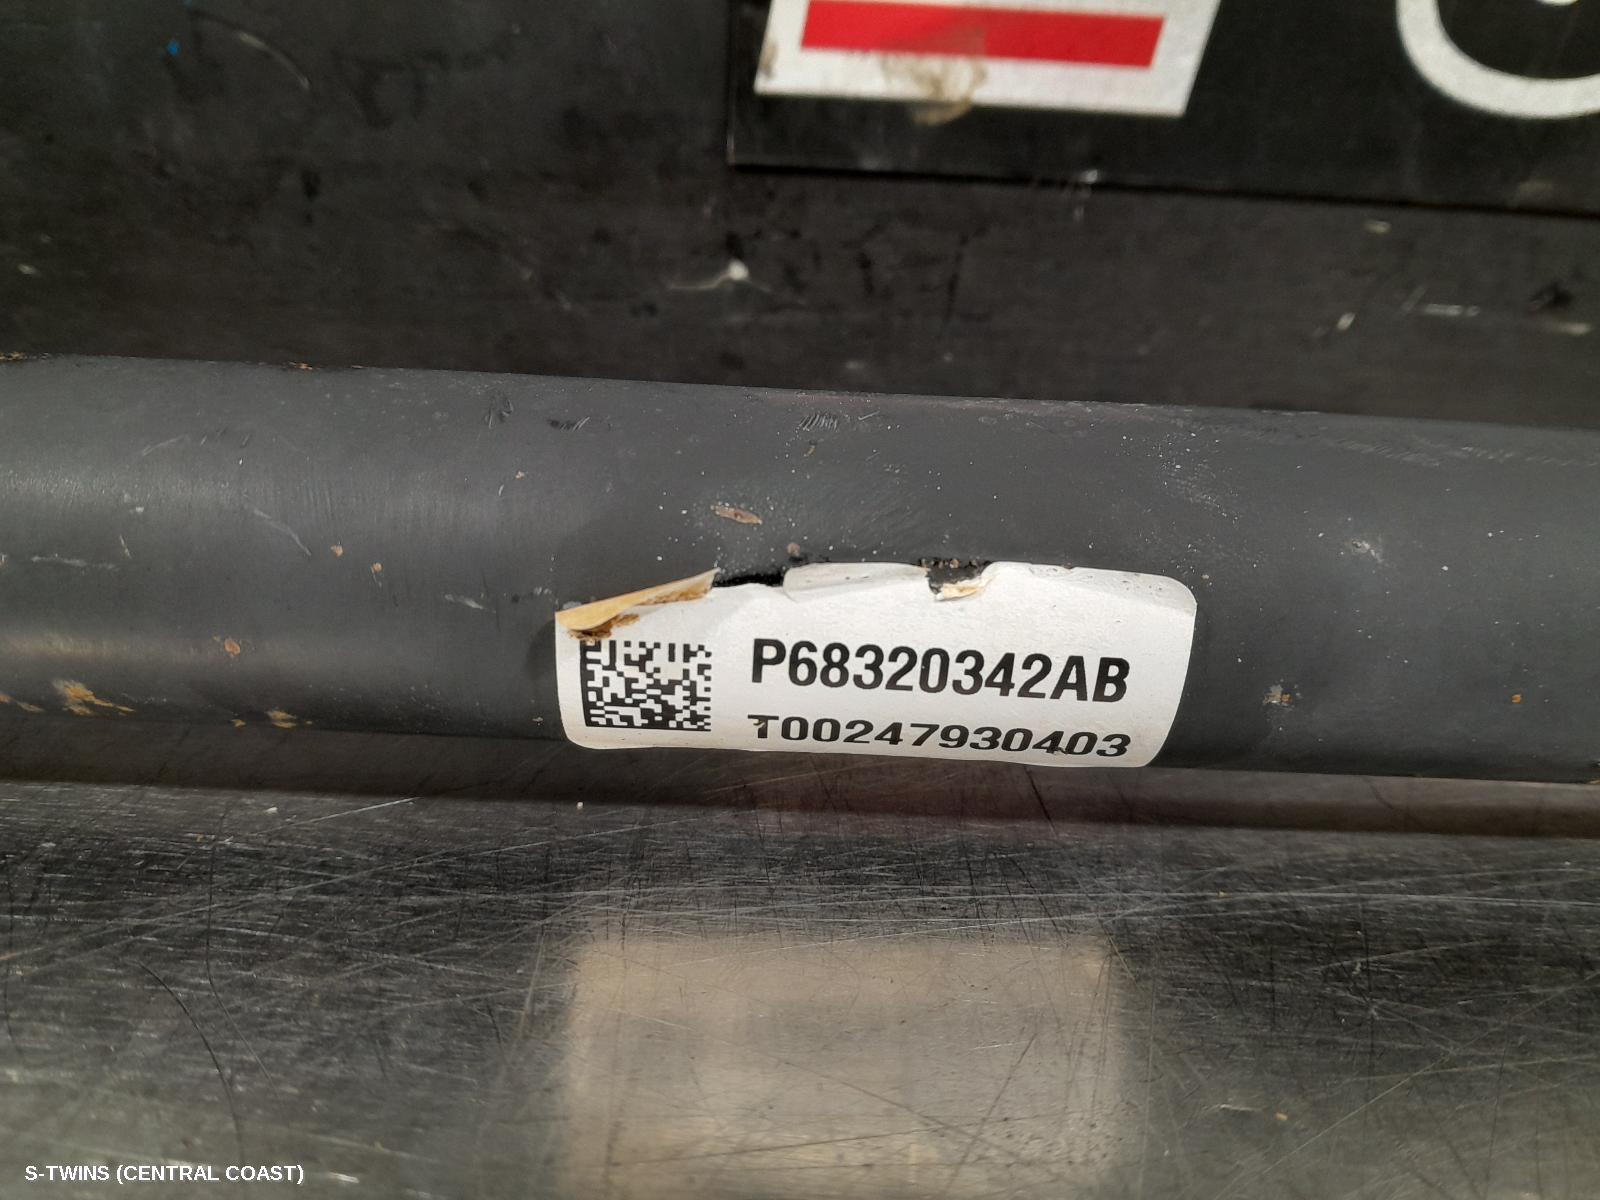 P68320342AB
T00247930403
S-TWINS (CENTRAL COAST)